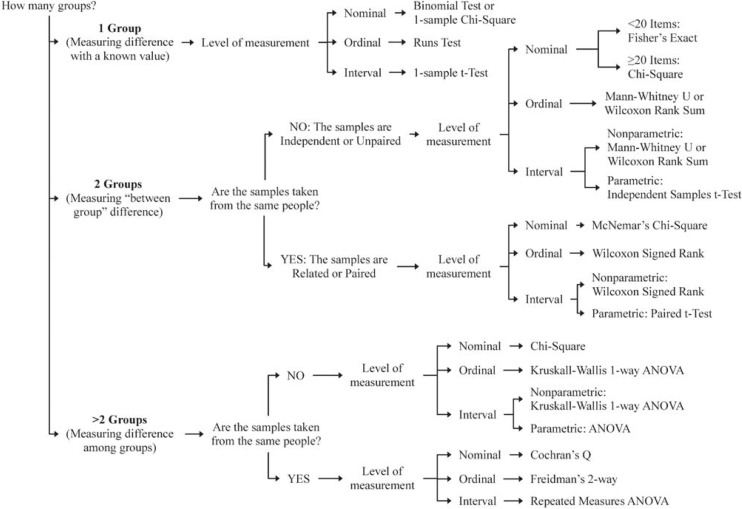 How many groups?
1 Group
(Measuring difference
with a known value)
Level of measurement
Nominal
Binomial Test or
1-sample Chi-Square
Ordinal
Runs Test
Interval
1-sample t-Test
2 Groups
(Measuring “between
group” difference)
Are the samples taken
from the same people?
NO: The samples are
Independent or Unpaired
Level of
measurement
Nominal
<20 Items:
Fisher’s Exact
≥20 Items:
Chi-Square
Ordinal
Mann-Whitney U or
Wilcoxon Rank Sum
Interval
Nonparametric:
Mann-Whitney U or
Wilcoxon Rank Sum
Parametric:
Independent Samples t-Test
YES: The samples are
Related or Paired
Level of
measurement
Nominal
McNemar’s Chi-Square
Ordinal
Wilcoxon Signed Rank
Interval
Nonparametric:
Wilcoxon Signed Rank
Parametric: Paired t-Test
>2 Groups
(Measuring difference
among groups)
Are the samples taken
from the same people?
NO
Level of
measurement
Nominal
Chi-Square
Ordinal
Kruskall-Wallis 1-way ANOVA
Interval
Nonparametric:
Kruskall-Wallis 1-way ANOVA
Parametric: ANOVA
YES
Level of
measurement
Nominal
Cochran’s Q
Ordinal
Freidman’s 2-way
Interval
Repeated Measures ANOVA